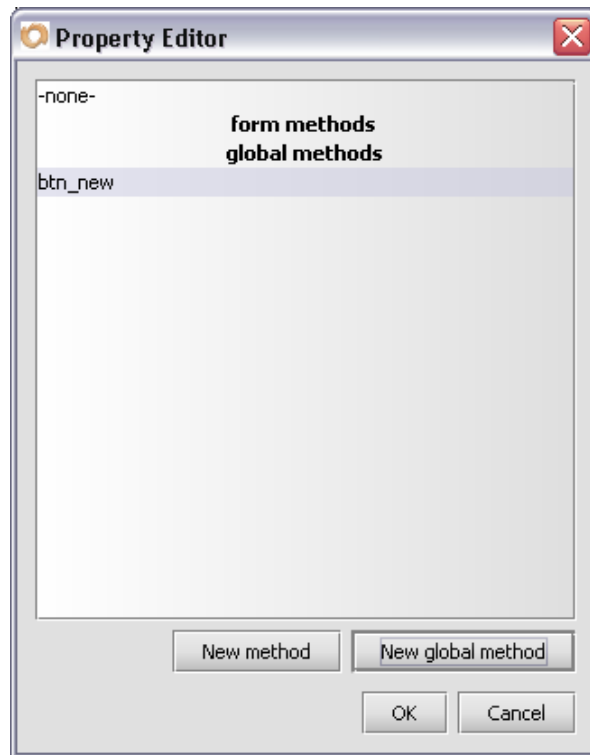 Property Editor
-none-
form methods
global methods
btn_new
New method
New global method
OK
Cancel